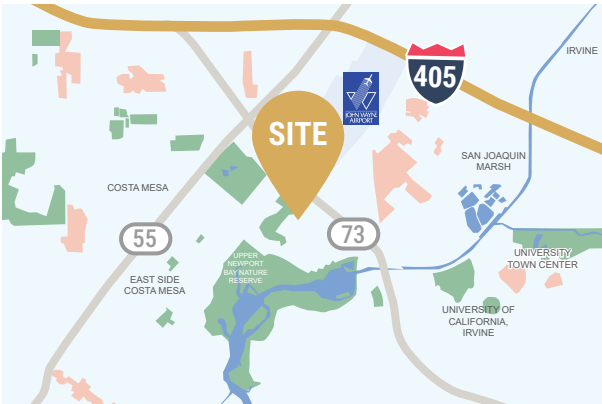 IRVINE
405
JOHN WAYNE
AIRPORT
SITE
SAN JOAQUIN
MARSH
COSTA MESA
55
73
UPPER
NEWPORT
BAY NATURE
RESERVE
UNIVERSITY
TOWN CENTER
EAST SIDE
COSTA MESA
UNIVERSITY OF
CALIFORNIA,
IRVINE